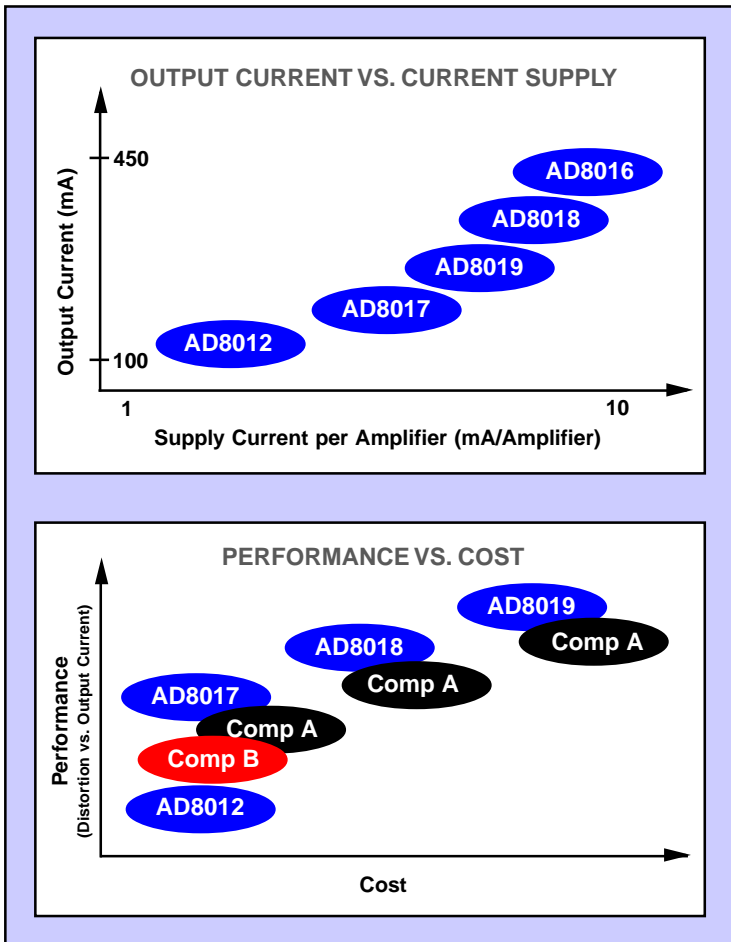 OUTPUT CURRENT VS. CURRENT SUPPLY
Output Current (mA)
450
100
AD8016
AD8018
AD8019
AD8017
AD8012
1
10
Supply Current per Amplifier (mA/Amplifier)
PERFORMANCE VS. COST
Performance
(Distortion vs. Output Current)
AD8019
Comp A
AD8018
Comp A
AD8017
Comp A
Comp B
AD8012
Cost